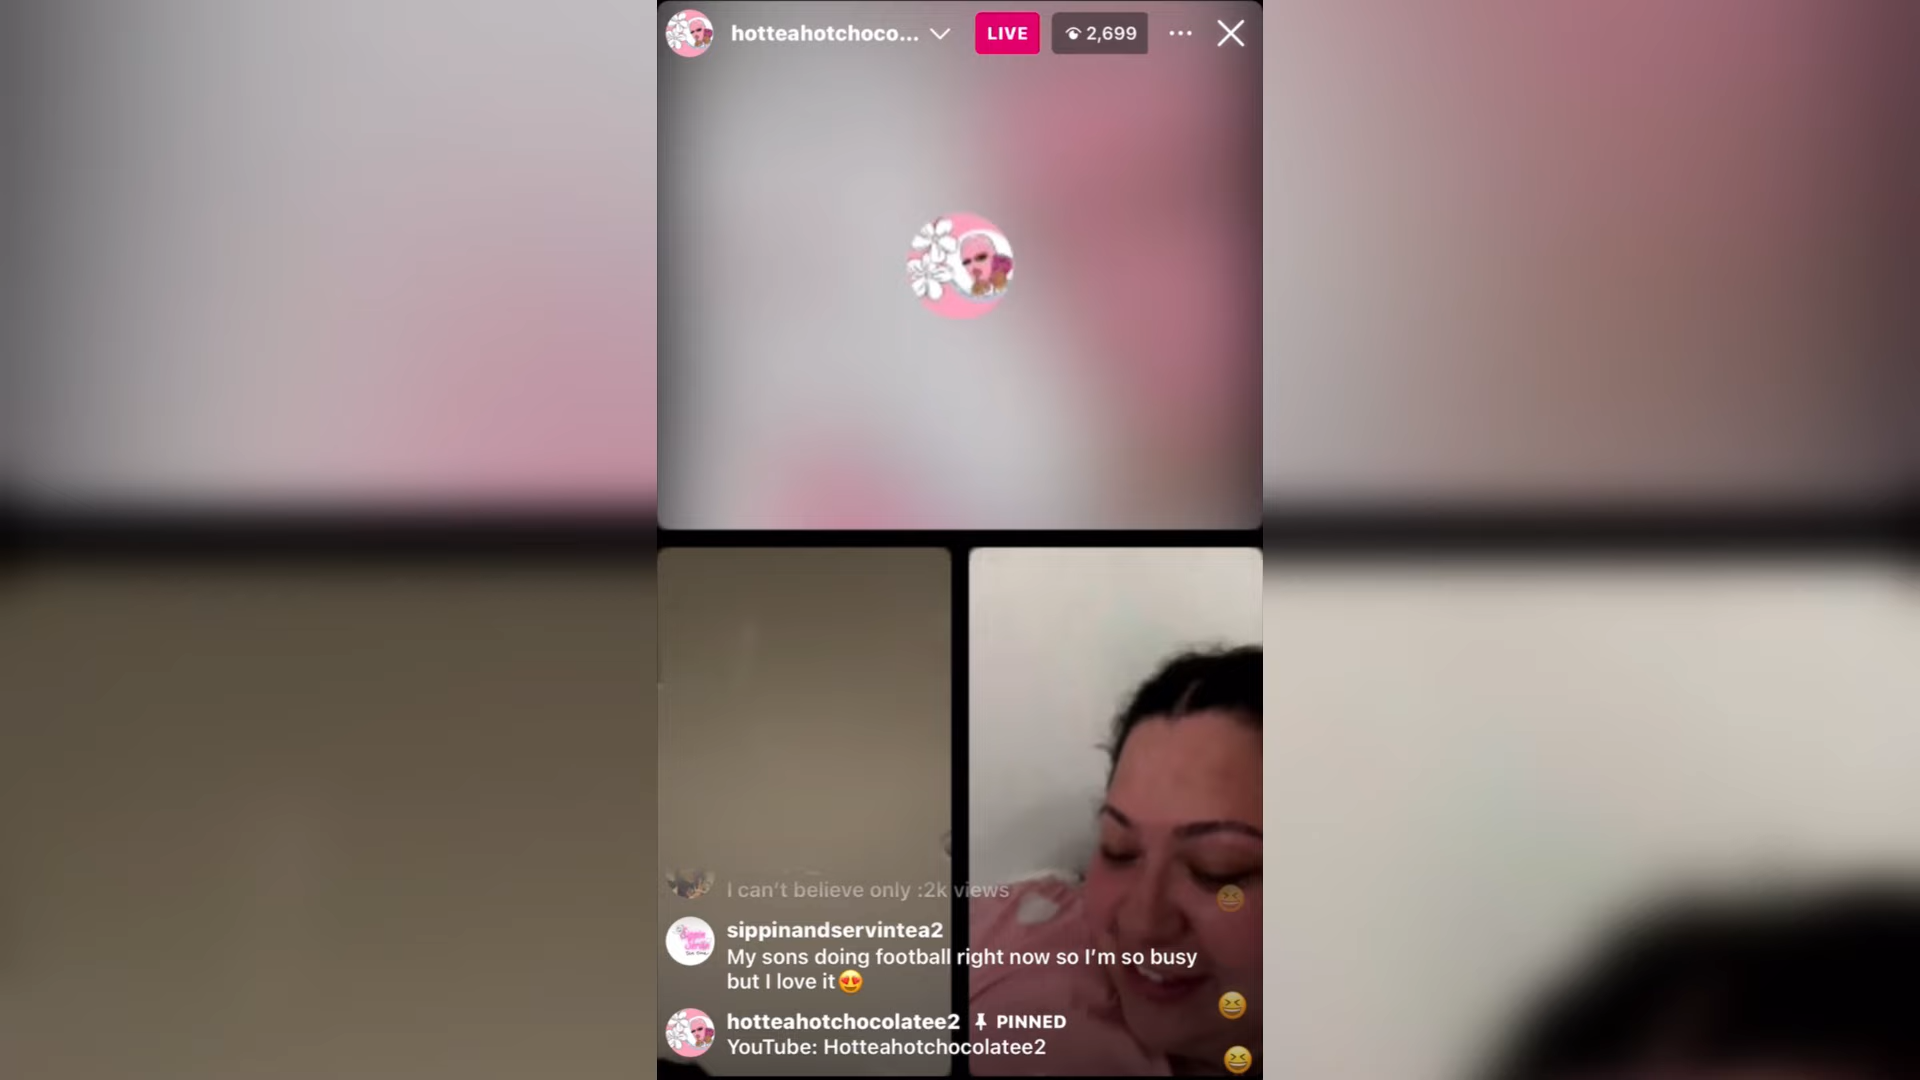 hotteahotchoco...
LIVE
2,699
I can't believe only :2k views
sippinandservintea2
My sons doing football right now so I'm so busy
but I love it😍
hotteahotchocolatee2 PINNED
YouTube: Hotteahotchocolatee2